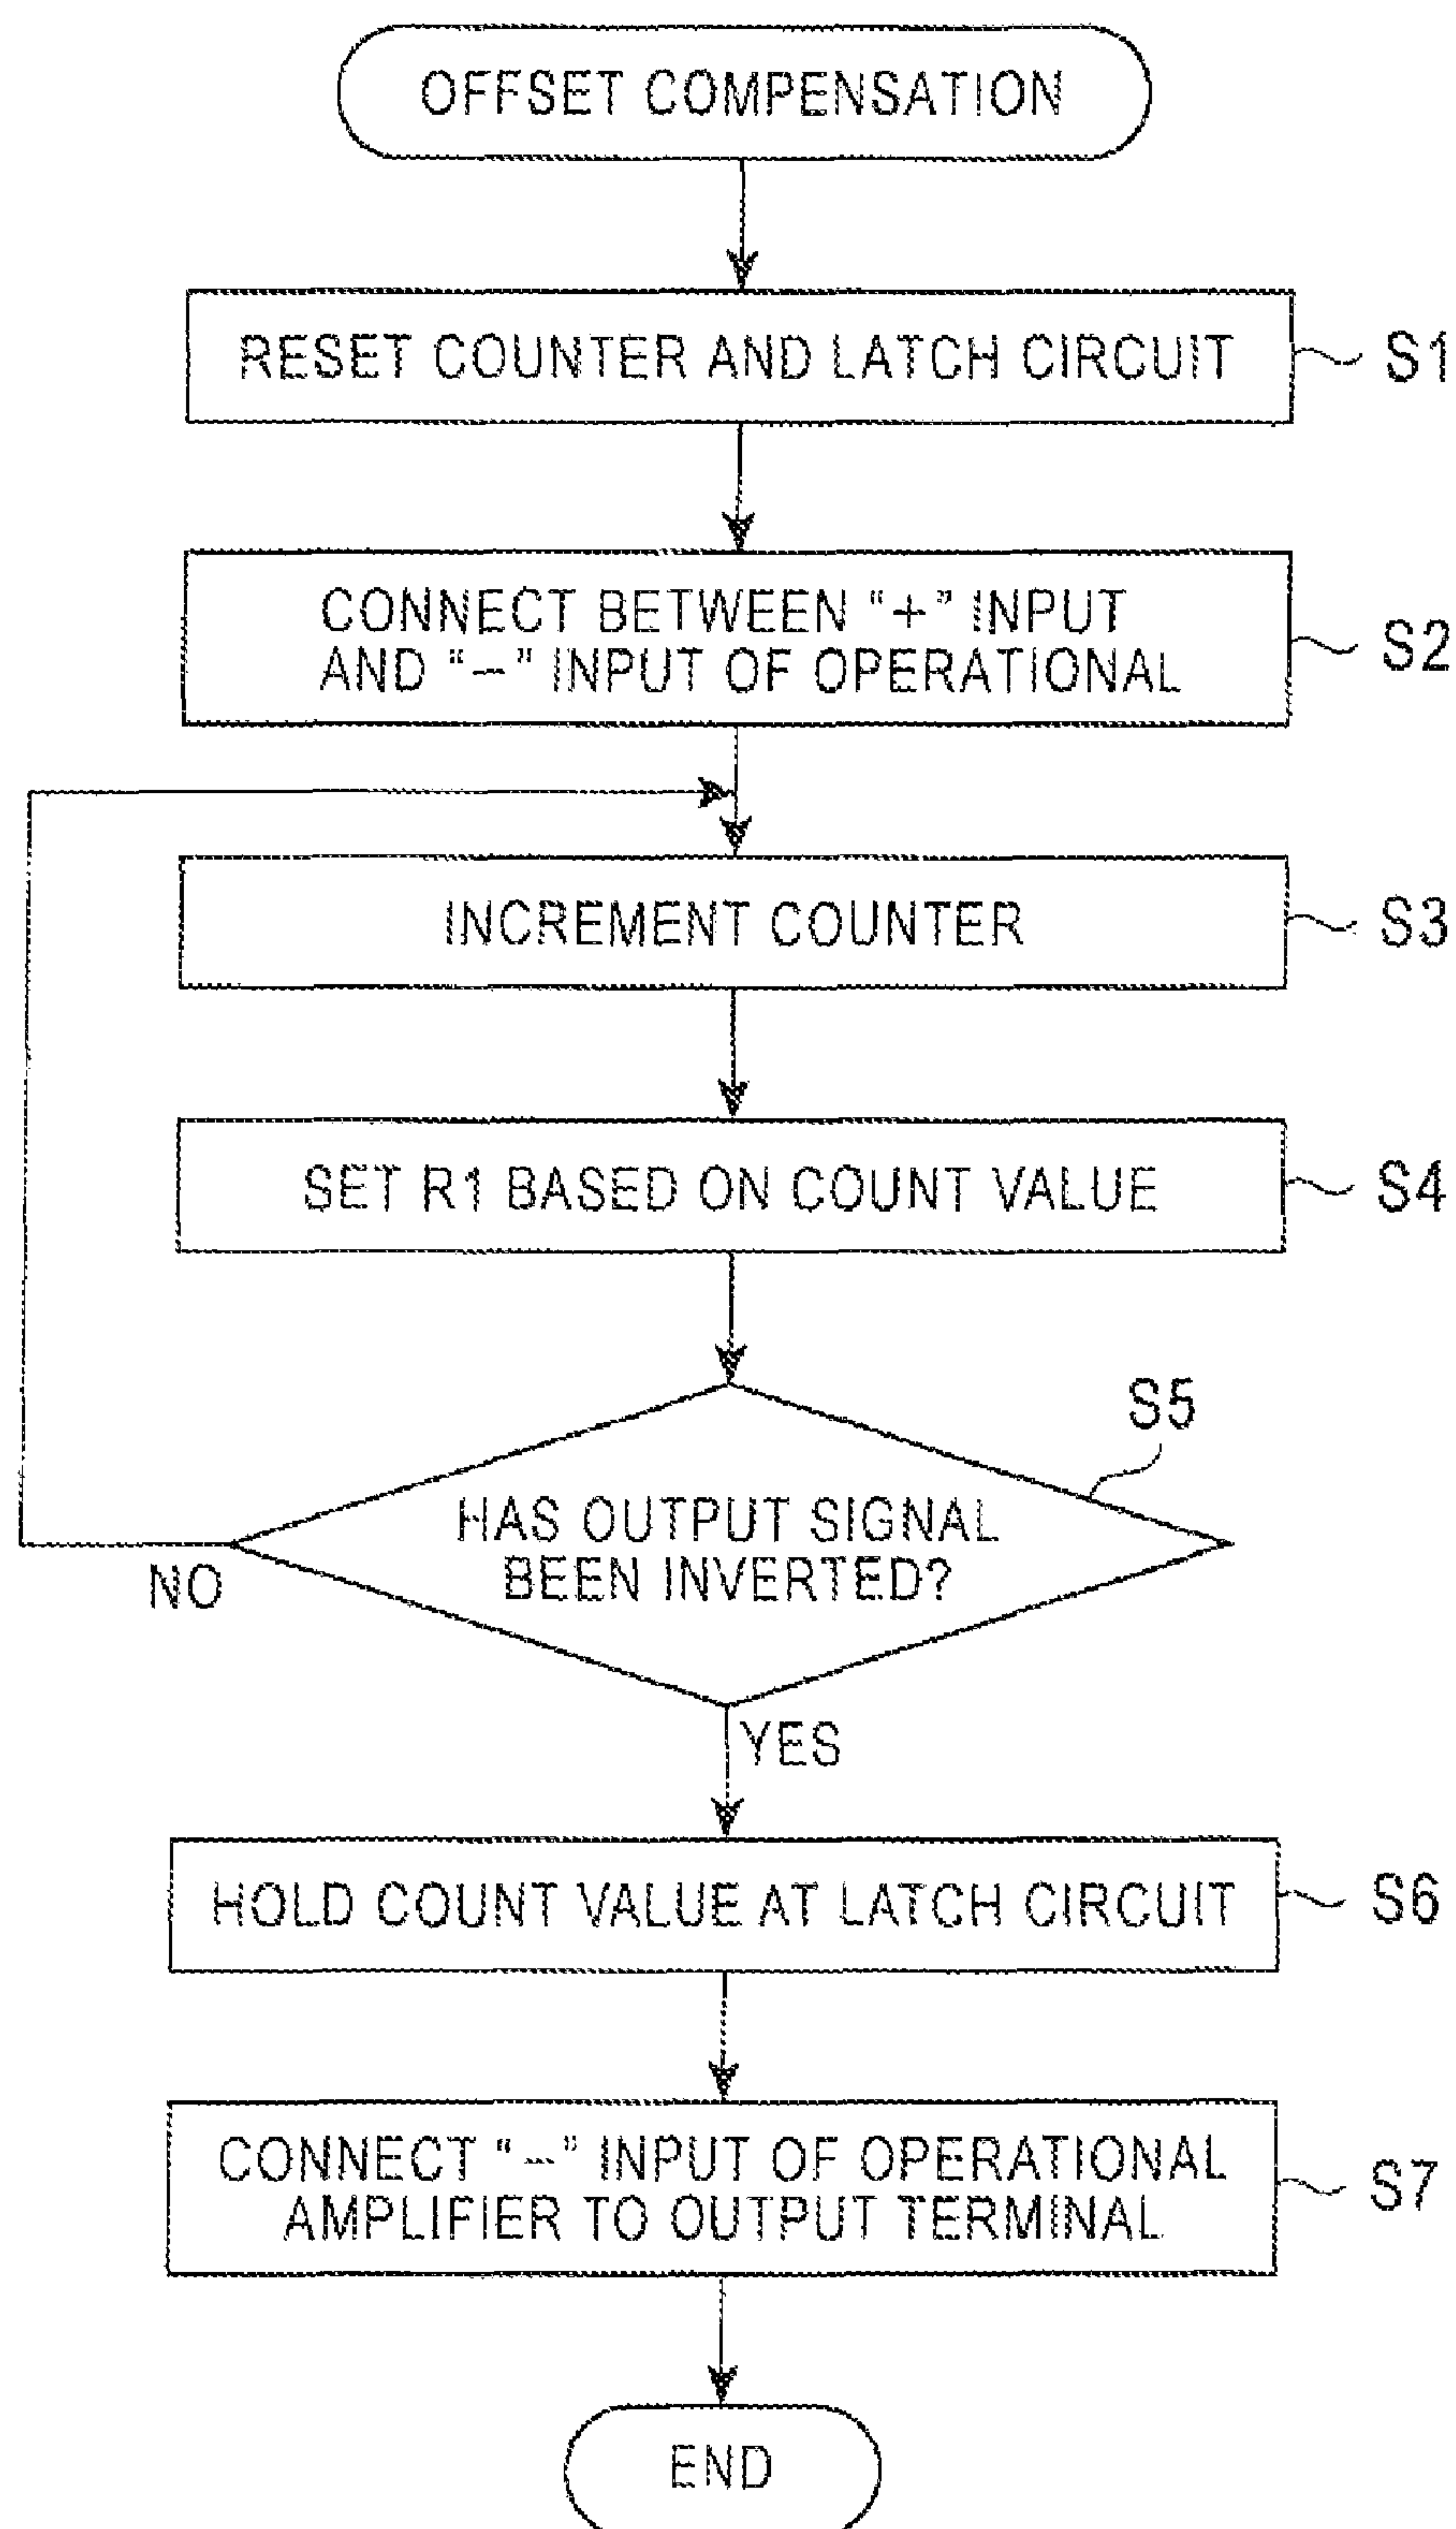 OFFSET COMPENSATION
RESET COUNTER AND LATCH CIRCUIT
S1
CONNECT BETWEEN “+” INPUT
AND “−” INPUT OF OPERATIONAL
S2
INCREMENT COUNTER
S3
SET R1 BASED ON COUNT VALUE
S4
S5
HAS OUTPUT SIGNAL
BEEN INVERTED?
NO
YES
HOLD COUNT VALUE AT LATCH CIRCUIT
S6
CONNECT “−” INPUT OF OPERATIONAL
AMPLIFIER TO OUTPUT TERMINAL
S7
END